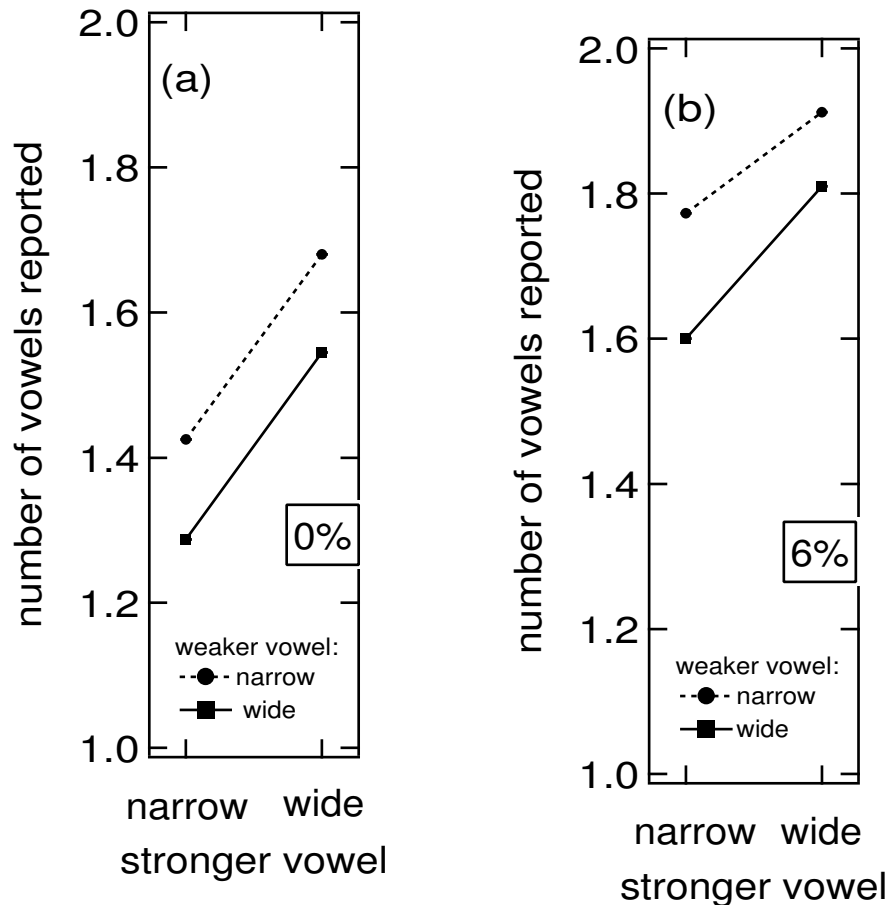 number of vowels reported
2.0
1.8
1.6
1.4
1.2
1.0
(a)
0%
weaker vowel:
narrow
wide
narrow wide
stronger vowel
number of vowels reported
2.0
1.8
1.6
1.4
1.2
1.0
(b)
6%
weaker vowel:
narrow
wide
narrow wide
stronger vowel